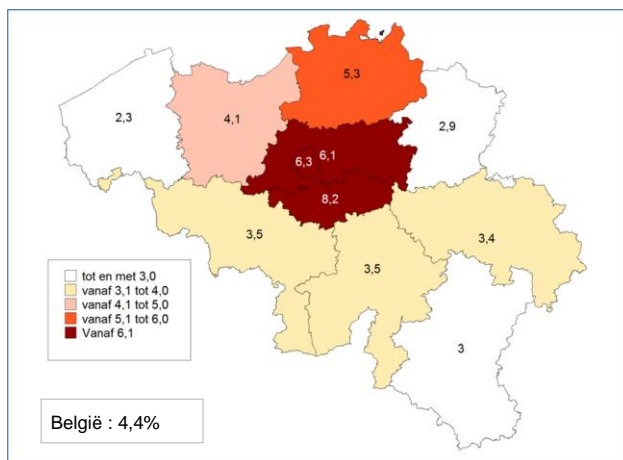 5,3
2,3
4,1
2,9
6,3
6,1
8,2
3,5
3,5
3,4
3
tot en met 3,0
vanaf 3,1 tot 4,0
vanaf 4,1 tot 5,0
vanaf 5,1 tot 6,0
Vanaf 6,1
België : 4,4%